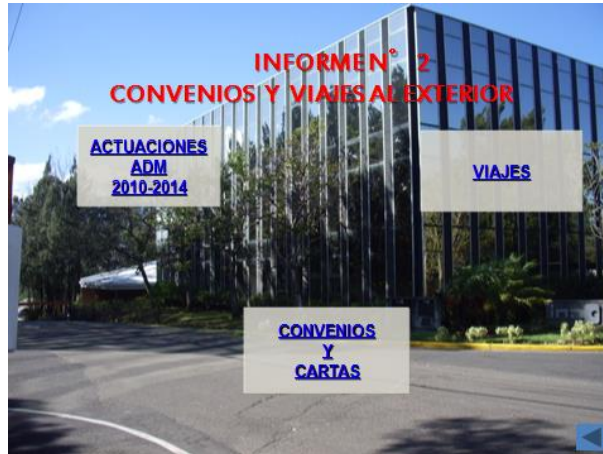 INFORME N° 2
CONVENIOS Y VIAJES AL EXTERIOR
ACTUACIONES
ADM
2010-2014
VIAJES
CONVENIOS
Y
CARTAS